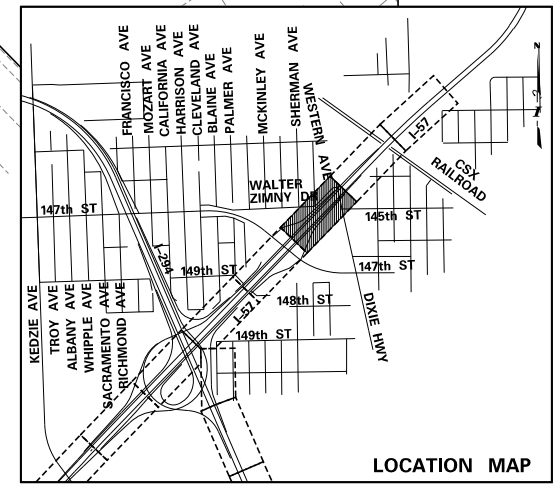 FRANCISCO AVE
MOZART AVE
CALIFORNIA AVE
HARRISON AVE
CLEVELAND AVE
BLAINE AVE
PALMER AVE
MCKINLEY AVE
SHERMAN AVE
WESTERN AVE
I-57
CSX
RAILROAD
WALTER
ZIMNY DR
147th ST
145th ST
I-294
149th ST
147th ST
148th ST
I-57
149th ST
DIXIE HWY
KEDZIE AVE
TROY AVE
ALBANY AVE
WHIPPLE AVE
SACRAMENTO AVE
RICHMOND AVE
LOCATION MAP